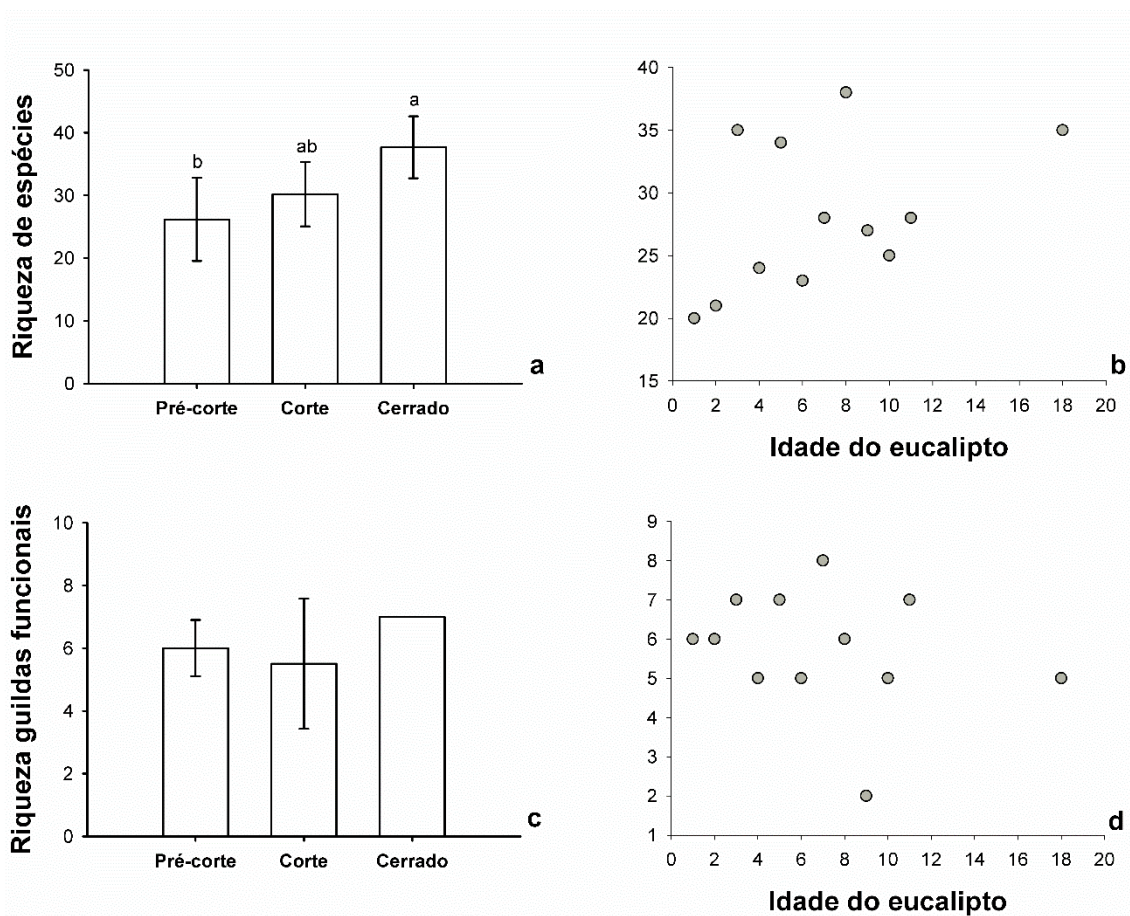 Riqueza de espécies
50
40
30
20
10
0
b
ab
a
Pré-corte Corte Cerrado
a
40
35
30
25
20
15
0 2 4 6 8 10 12 14 16 18 20
b
Idade do eucalipto
Riqueza guildas funcionais
10
8
6
4
2
0
Pré-corte Corte Cerrado
c
9
8
7
6
5
4
3
2
1
0 2 4 6 8 10 12 14 16 18 20
d
Idade do eucalipto